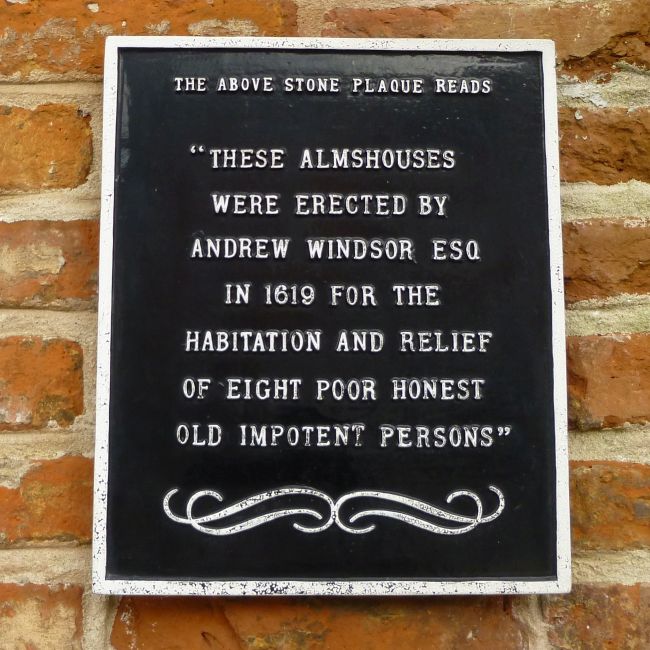 THE ABOVE STONE PLAQUE READS
“THESE ALMSHOUSES
WERE ERECTED BY
ANDREW WINDSOR ESQ
IN 1619 FOR THE
HABITATION AND RELIEF
OF EIGHT POOR HONEST
OLD IMPOTENT PERSONS”